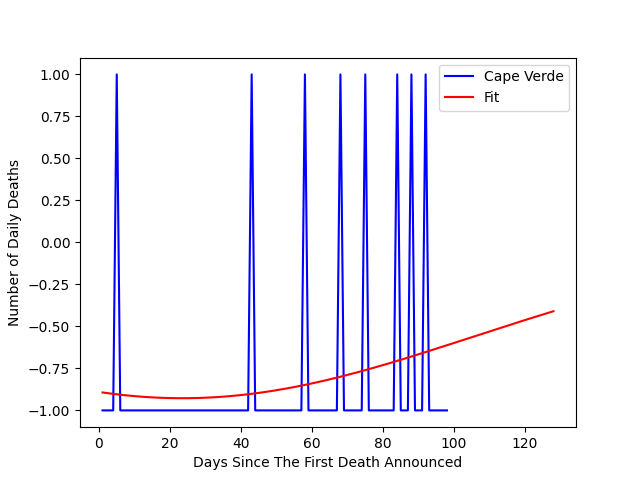 Cape Verde
Fit
1.00
0.75
0.50
0.25
0.00
−0.25
−0.50
−0.75
−1.00
Number of Daily Deaths
0 20 40 60 80 100 120
Days Since The First Death Announced